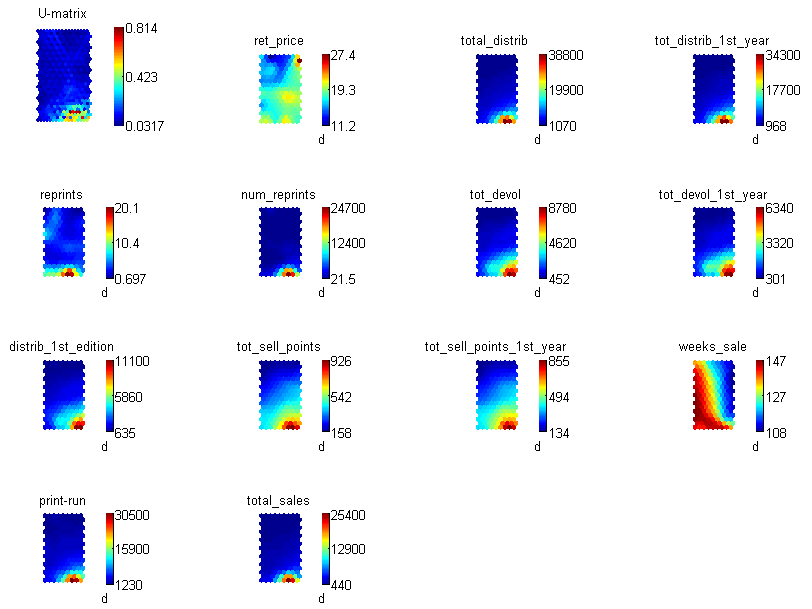 U-matrix
0.814
0.423
0.0317
ret_price
27.4
19.3
11.2
d
total_distrib
38800
19900
1070
d
tot_distrib_1st_year
34300
17700
968
d
reprints
20.1
10.4
0.697
d
num_reprints
24700
12400
21.5
d
tot_devol
8780
4620
452
d
tot_devol_1st_year
6340
3320
301
d
distrib_1st_edition
11100
5860
635
d
tot_sell_points
926
542
158
d
tot_sell_points_1st_year
855
494
134
d
weeks_sale
147
127
108
d
print-run
30500
15900
1230
d
total_sales
25400
12900
440
d